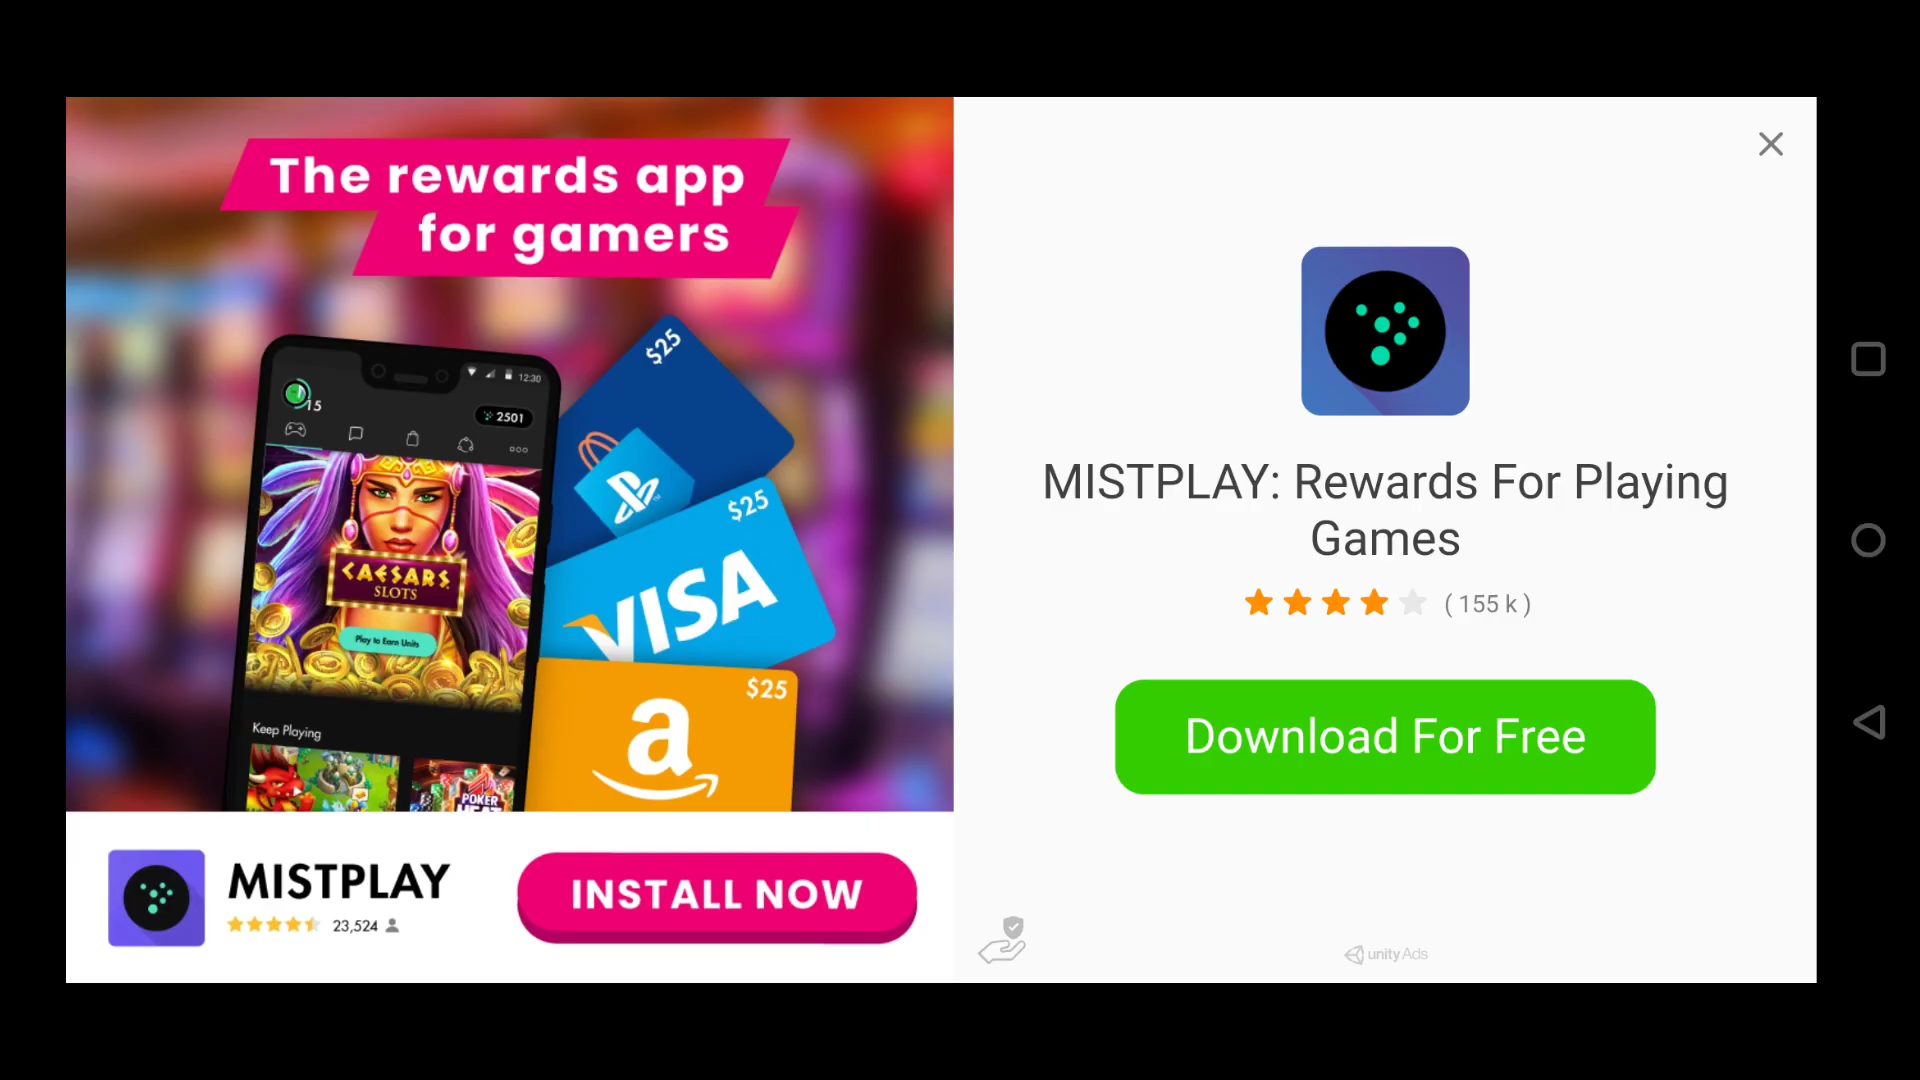 The rewards app
for gamers
12:30
15
2501
CAESARS
SLOTS
Play to Earn Units
Keep Playing
POKER
HEAT
$25
$25
VISA
$25
a
MISTPLAY
23,524
INSTALL NOW
MISTPLAY: Rewards For Playing
Games
( 155 k )
Download For Free
unity Ads